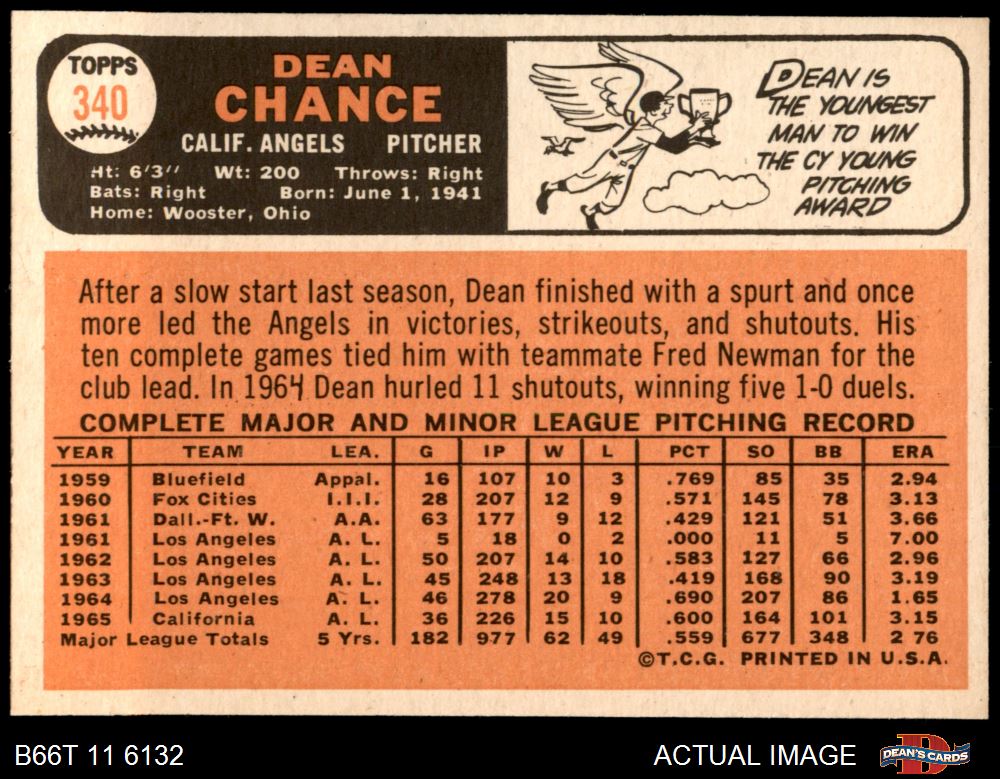 TOPPS
340
DEAN
CHANCE
CALIF. ANGELS PITCHER
Ht: 6'3" Wt: 200 Throws: Right
Bats: Right Born: June 1, 1941
Home: Wooster, Ohio
DEAN IS
THE YOUNGEST
MAN TO WIN
THE CY YOUNG
PITCHING
AWARD
After a slow start last season, Dean finished with a spurt and once
more led the Angels in victories, strikeouts, and shutouts. His
ten complete games tied him with teammate Fred Newman for the
club lead. In 1964 Dean hurled 11 shutouts, winning five 1-0 duels.
COMPLETE MAJOR AND MINOR LEAGUE PITCHING RECORD
YEAR TEAM LEA. G IP W L PCT SO BB ERA
1959 Bluefield Appal. 16 107 10 3 .769 85 35 2.94
1960 Fox Cities I.I.I. 28 207 12 9 .571 145 78 3.13
1961 Dall.-Ft. W. A.A. 63 177 9 12 .429 121 51 3.66
1961 Los Angeles A. L. 5 18 0 2 .000 11 5 7.00
1962 Los Angeles A. L. 50 207 14 10 .583 127 66 2.96
1963 Los Angeles A. L. 45 248 13 18 .419 168 90 3.19
1964 Los Angeles A. L. 46 278 20 9 .690 207 86 1.65
1965 California A. L. 36 226 15 10 .600 164 101 3.15
Major League Totals 5 Yrs. 182 977 62 49 .559 677 348 2 76
©T.C.G. PRINTED IN U.S.A.
B66T 11 6132 ACTUAL IMAGE DEAN'S CARDS